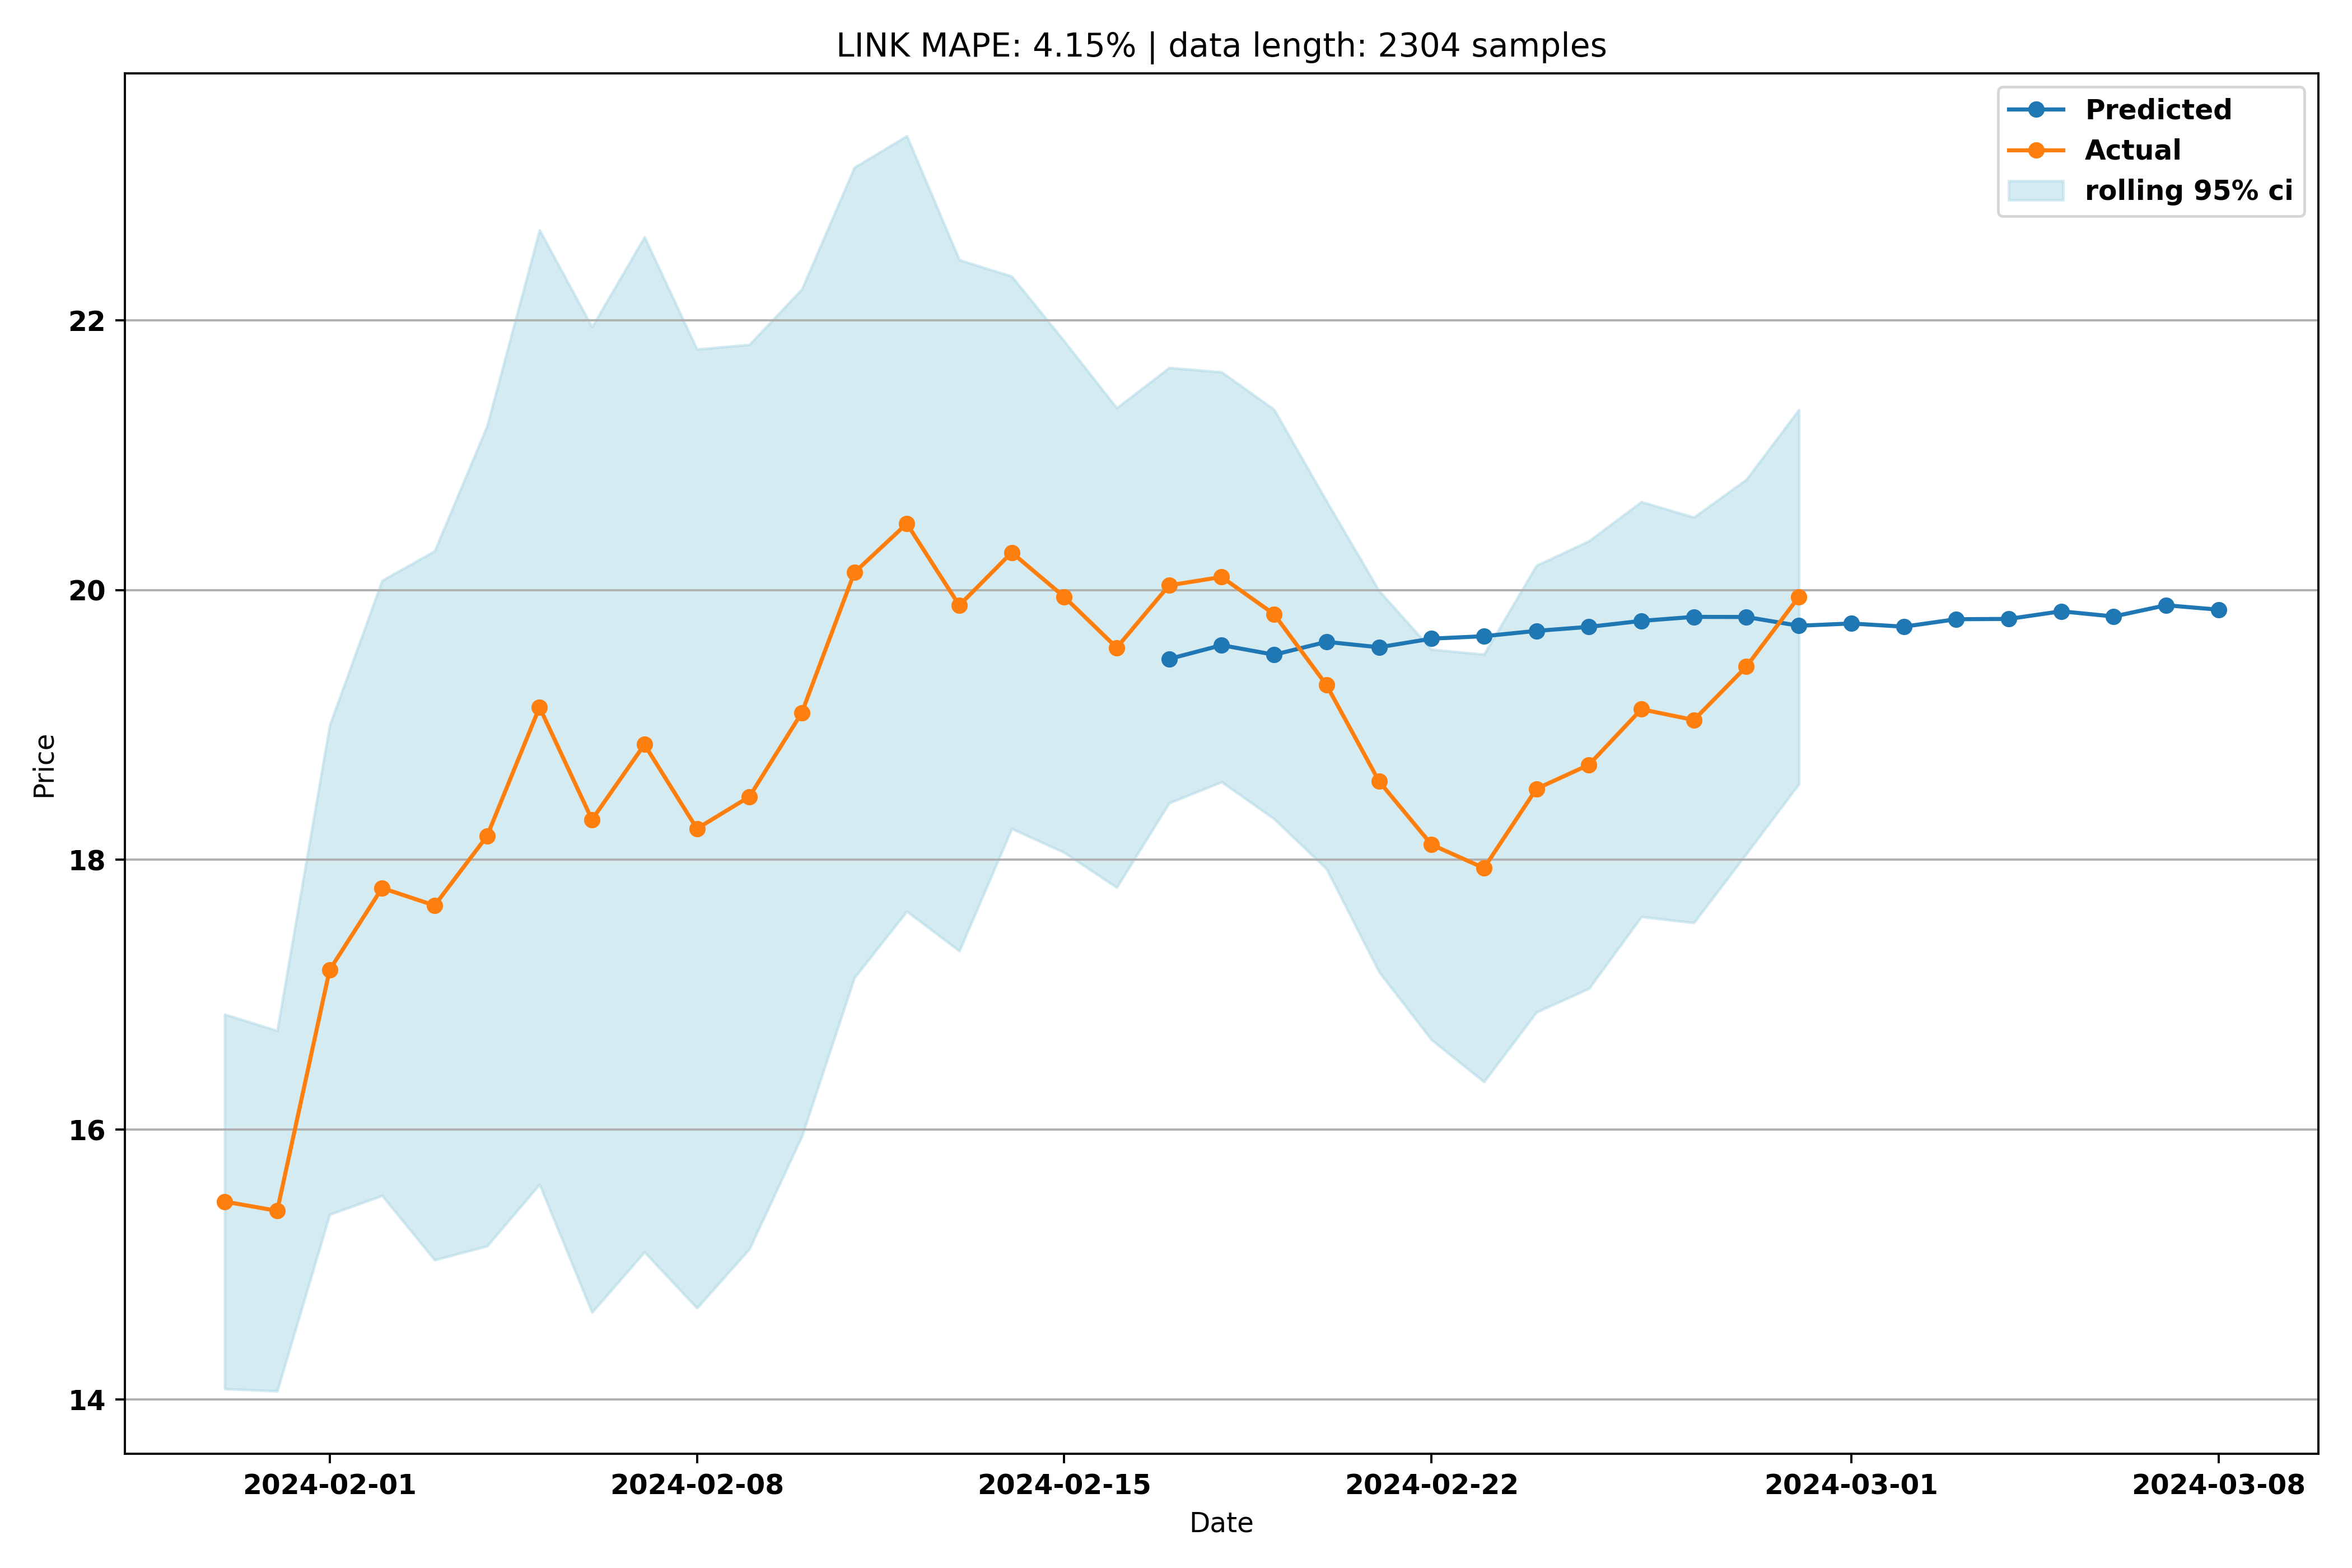 LINK MAPE: 4.15% | data length: 2304 samples
Predicted
Actual
rolling 95% ci
Price
22
20
18
16
14
2024-02-01
2024-02-08
2024-02-15
2024-02-22
2024-03-01
2024-03-08
Date